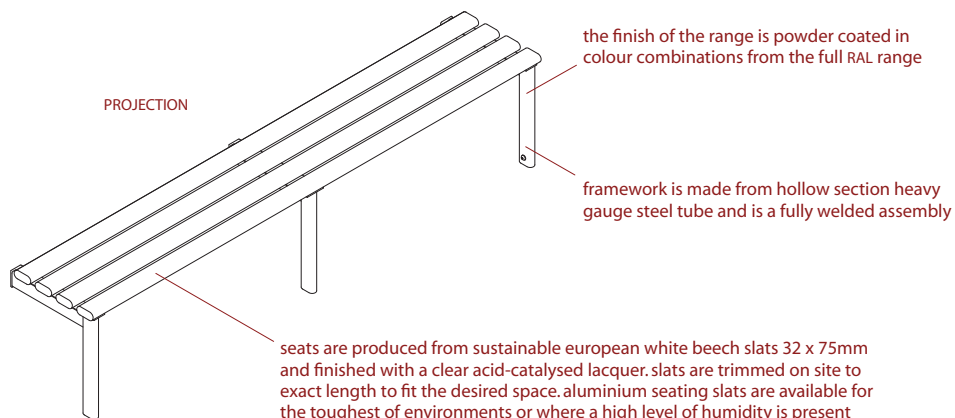 the finish of the range is powder coated in
colour combinations from the full RAL range
PROJECTION
framework is made from hollow section heavy
gauge steel tube and is a fully welded assembly
seats are produced from sustainable european white beech slats 32 x 75mm
and finished with a clear acid-catalysed lacquer. slats are trimmed on site to
exact length to fit the desired space. aluminium seating slats are available for
the toughest of environments or where a high level of humidity is present